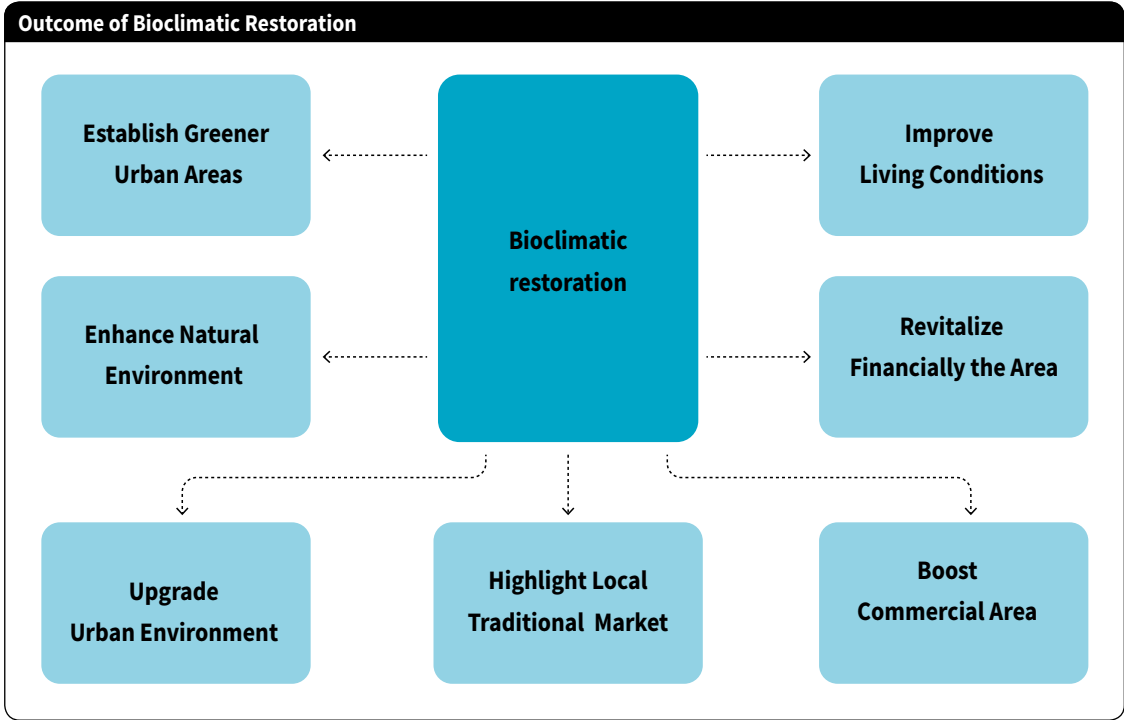 Outcome of Bioclimatic Restoration
Establish Greener
Urban Areas
Bioclimatic
restoration
Improve
Living Conditions
Enhance Natural
Environment
Revitalize
Financially the Area
Upgrade
Urban Environment
Highlight Local
Traditional Market
Boost
Commercial Area